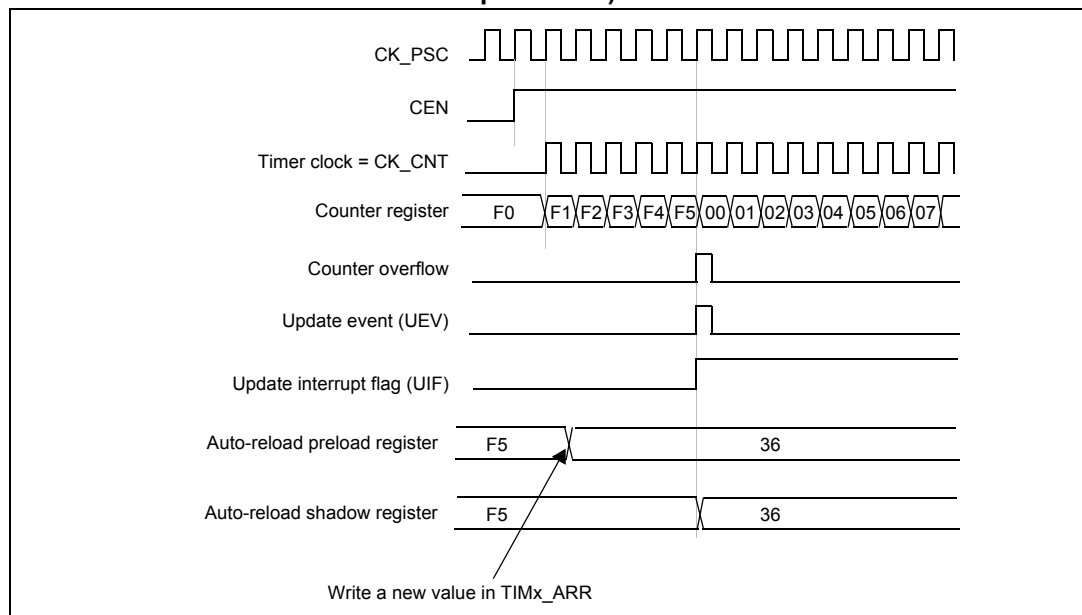 CK_PSC
CEN
Timer clock = CK_CNT
Counter register F0 F1 F2 F3 F4 F5 00 01 02 03 04 05 06 07
Counter overflow
Update event (UEV)
Update interrupt flag (UIF)
Auto-reload preload register F5 36
Auto-reload shadow register F5 36
Write a new value in TIMx_ARR